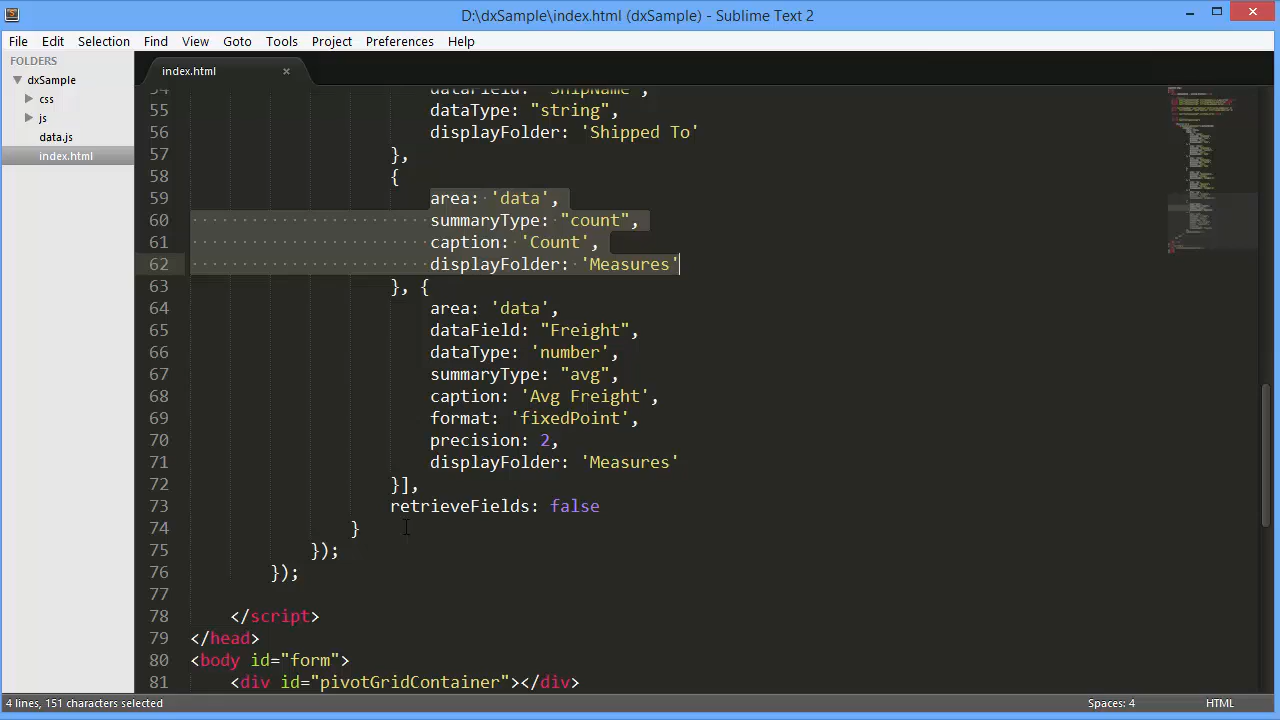 D:\dxSample\index.html (dxSample) - Sublime Text 2
File Edit Selection Find View Goto Tools Project Preferences Help
FOLDERS
dxSample
css
js
data.js
index.html
index.html
54 dataField: "ShipName",
55 dataType: "string",
56 displayFolder: 'Shipped To'
57 },
58 {
59 area: 'data',
60 summaryType: "count",
61 caption: 'Count',
62 displayFolder: 'Measures'
63 }, {
64 area: 'data',
65 dataField: "Freight",
66 dataType: 'number',
67 summaryType: "avg",
68 caption: 'Avg Freight',
69 format: 'fixedPoint',
70 precision: 2,
71 displayFolder: 'Measures'
72 }],
73 retrieveFields: false
74 }
75 });
76 });
77
78 </script>
79 </head>
80 <body id="form">
81 <div id="pivotGridContainer"></div>
4 lines, 151 characters selected
Spaces: 4
HTML